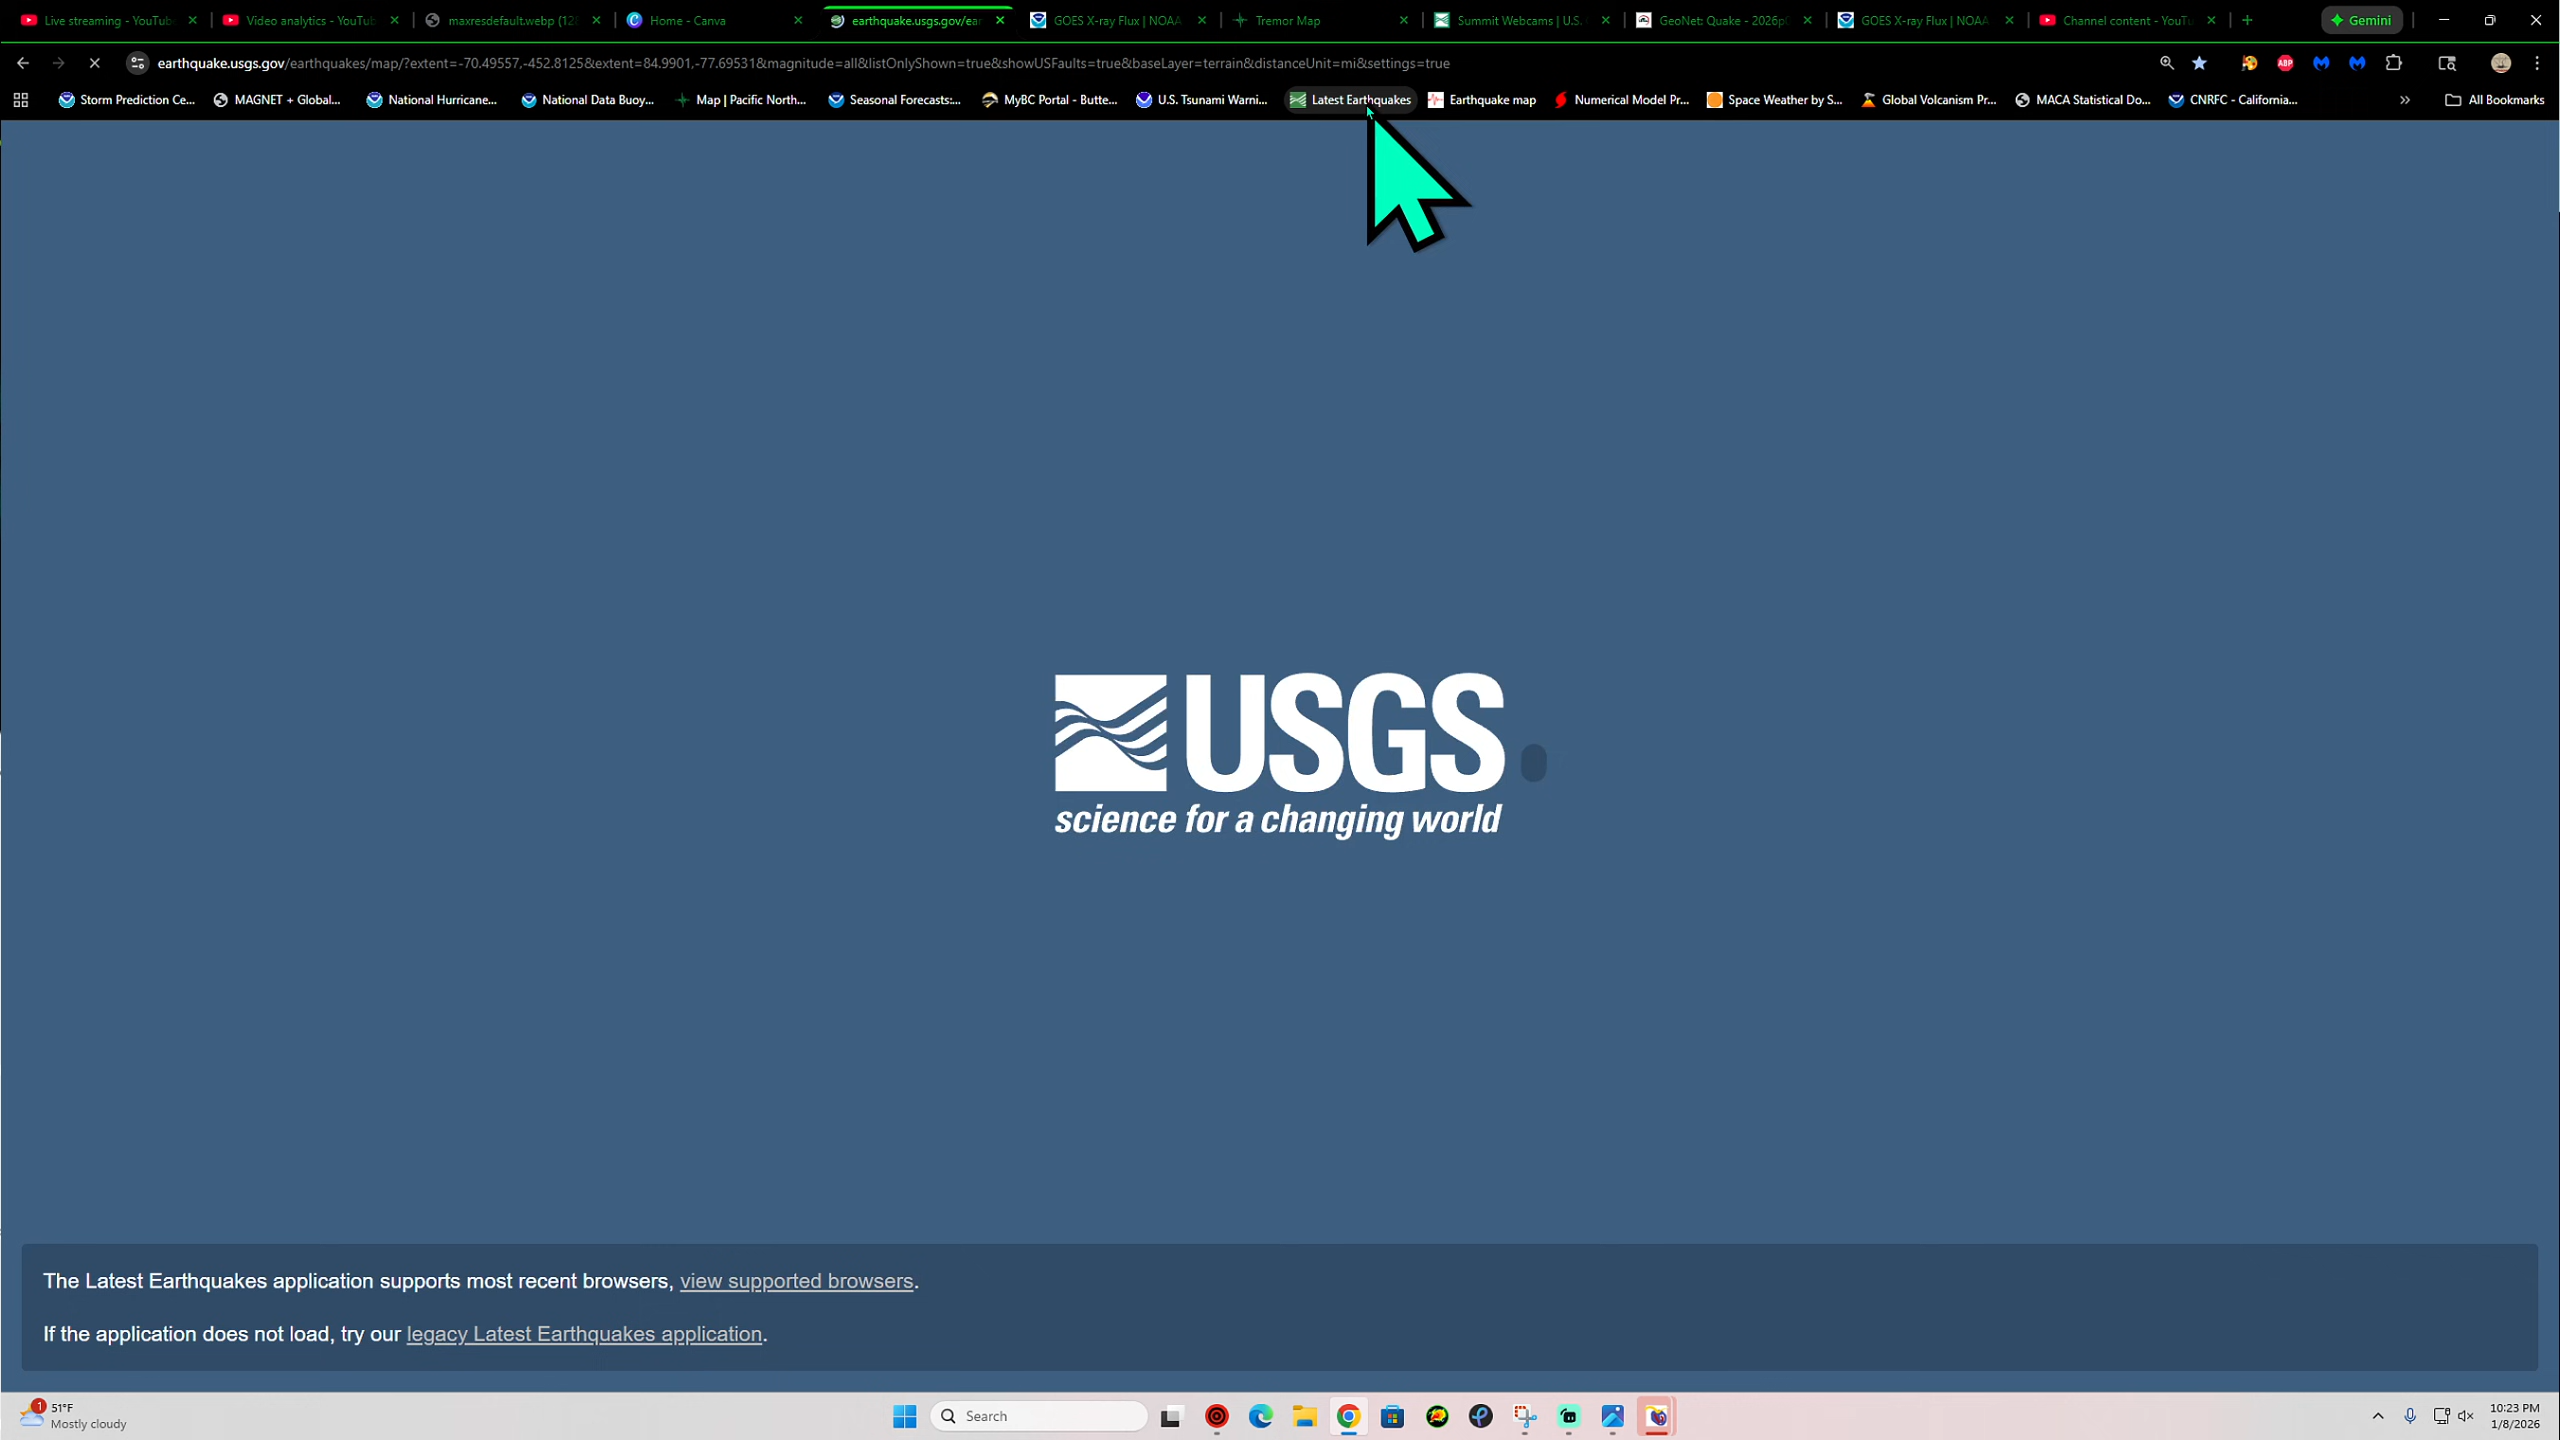 Live streaming - YouTube
Video analytics - YouTub
maxresdefault.webp (128
Home - Canva
earthquake.usgs.gov/ear
GOES X-ray Flux | NOAA
Tremor Map
Summit Webcams | U.S.
GeoNet: Quake - 2026p0
GOES X-ray Flux | NOAA
Channel content - YouTu
Gemini
earthquake.usgs.gov/earthquakes/map/?extent=-70.49557,-452.8125&extent=84.9901,-77.69531&magnitude=all&listOnlyShown=true&showUSFaults=true&baseLayer=terrain&distanceUnit=mi&settings=true
ABP
Storm Prediction Ce...
MAGNET + Global...
National Hurricane...
National Data Buoy...
Map | Pacific North...
Seasonal Forecasts:...
MyBC Portal - Butte...
U.S. Tsunami Warni...
Latest Earthquakes
Earthquake map
Numerical Model Pr...
Space Weather by S...
Global Volcanism Pr...
MACA Statistical Do...
CNRFC - California...
All Bookmarks
USGS
science for a changing world
The Latest Earthquakes application supports most recent browsers, view supported browsers.
If the application does not load, try our legacy Latest Earthquakes application.
1
51°F
Mostly cloudy
Search
10:23 PM
1/8/2026